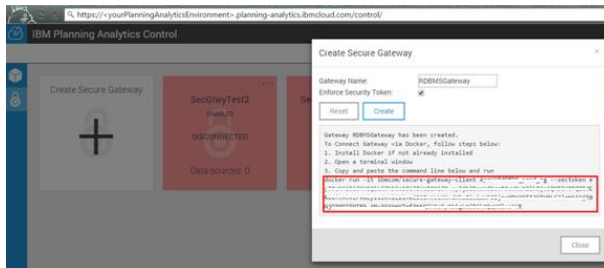 https://<yourPlanningAnalyticsEnvironment>.planning-analytics.ibmcloud.com/control/
IBM Planning Analytics Control
Create Secure Gateway
SecGtwyTest2
ENABLED
DISCONNECTED
Data sources: 0
Se
Create Secure Gateway
×
Gateway Name:
RDBMSGateway
Enforce Security Token:
Reset
Create
Gateway RDBMSGateway has been created.
To Connect Gateway via Docker, follow steps below:
1. Install Docker if not already installed
2. Open a terminal window
3. Copy and paste the command line below and run
docker run -it ibmcom/secure-gateway-client --sectoken
Close